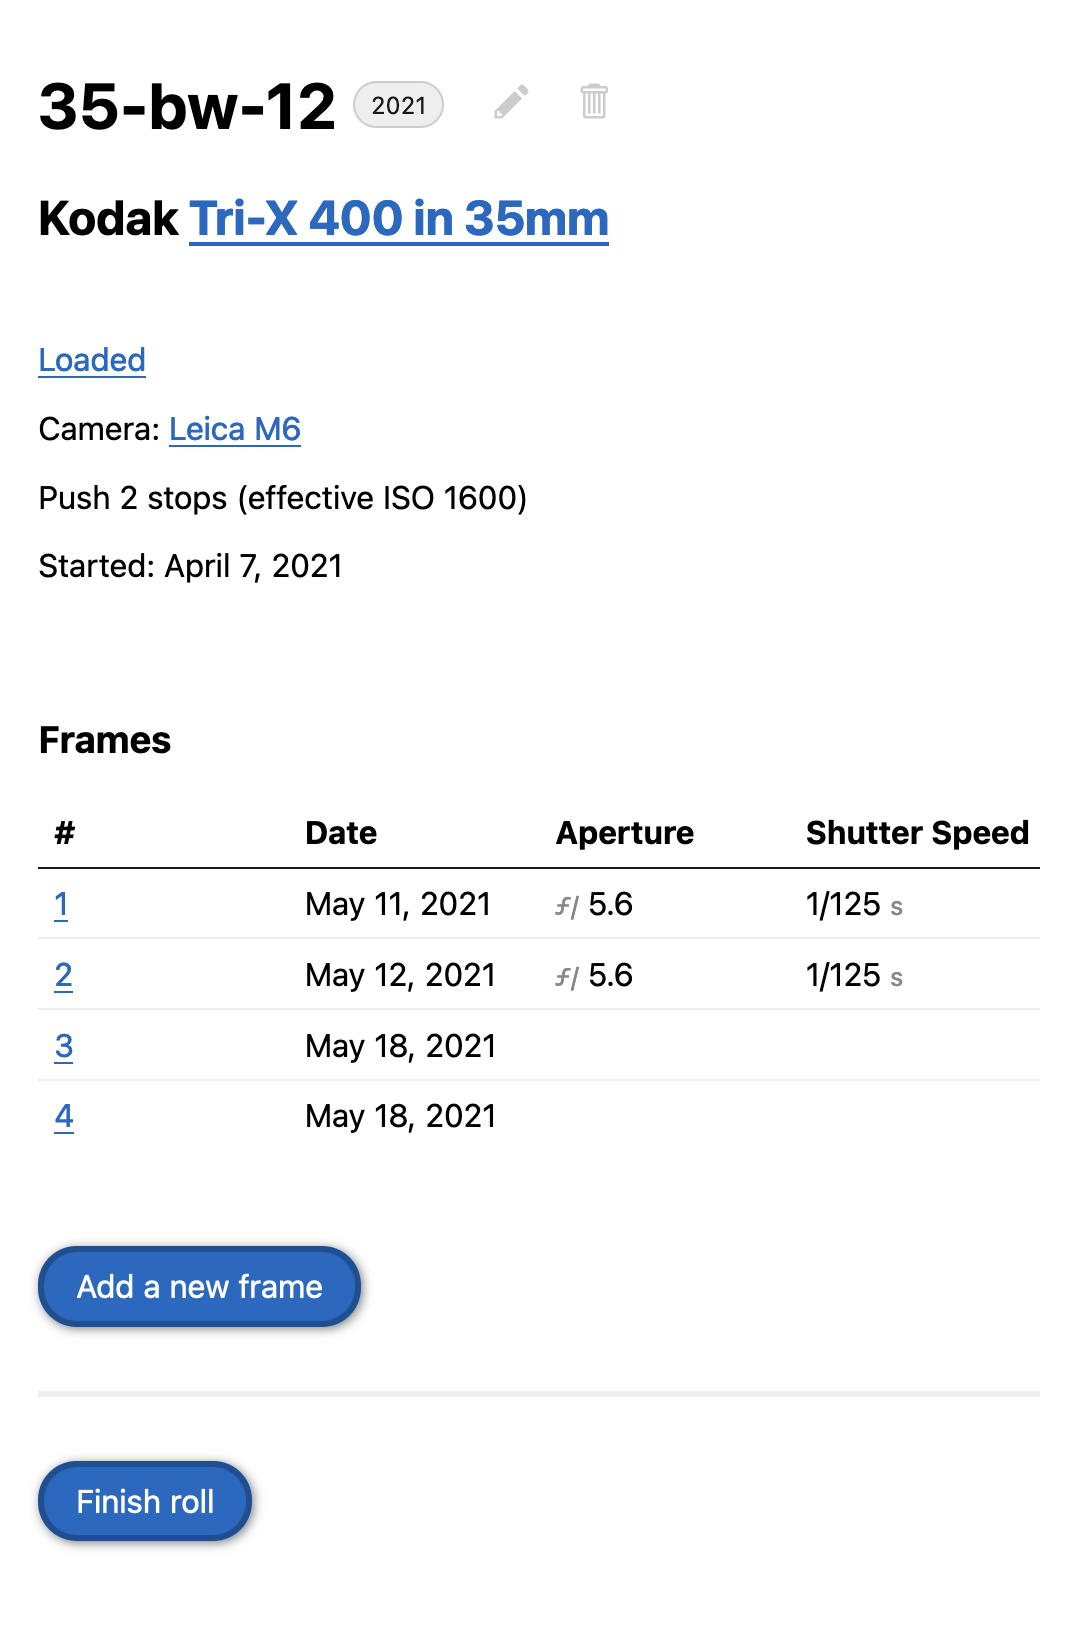 35-bw-12 2021
Kodak Tri-X 400 in 35mm
Loaded
Camera: Leica M6
Push 2 stops (effective ISO 1600)
Started: April 7, 2021
Frames
# Date Aperture Shutter Speed
1 May 11, 2021 ƒ/ 5.6 1/125 s
2 May 12, 2021 ƒ/ 5.6 1/125 s
3 May 18, 2021
4 May 18, 2021
Add a new frame
Finish roll